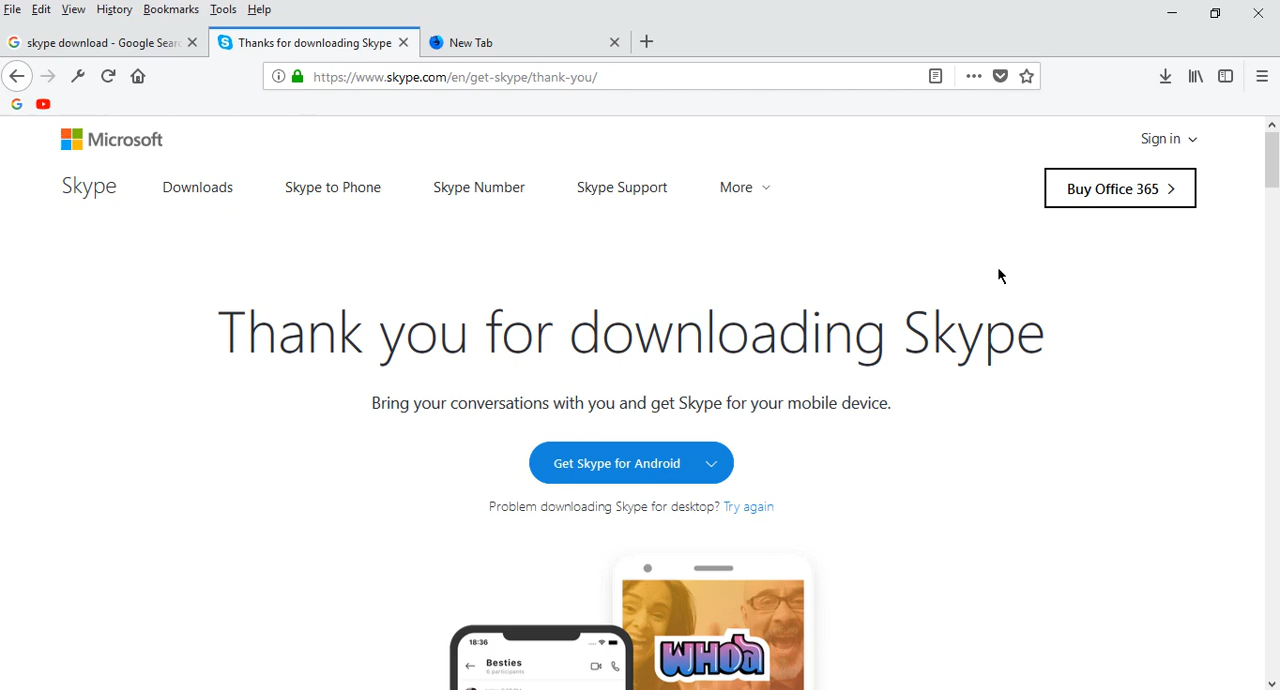 File Edit View History Bookmarks Tools Help
skype download - Google Sear
Thanks for downloading Skype
New Tab
https://www.skype.com/en/get-skype/thank-you/
Microsoft
Sign in
Skype
Downloads
Skype to Phone
Skype Number
Skype Support
More
Buy Office 365
Thank you for downloading Skype
Bring your conversations with you and get Skype for your mobile device.
Get Skype for Android
Problem downloading Skype for desktop? Try again
18:36
Besties
WHOa